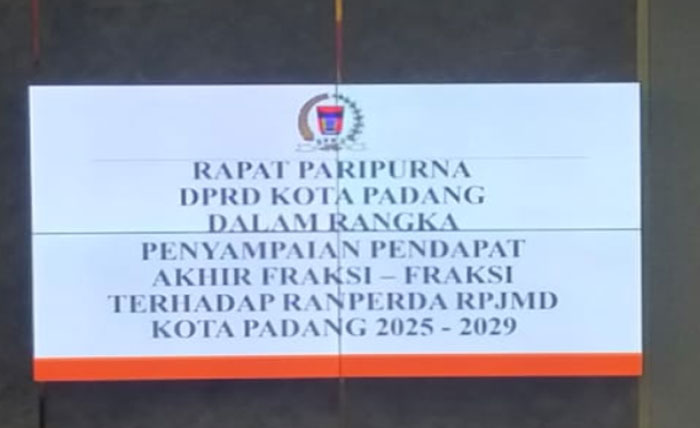 RAPAT PARIPURNA
DPRD KOTA PADANG
DALAM RANGKA
PENYAMPAIAN PENDAPAT
AKHIR FRAKSI – FRAKSI
TERHADAP RANPERDA RPJMD
KOTA PADANG 2025 - 2029